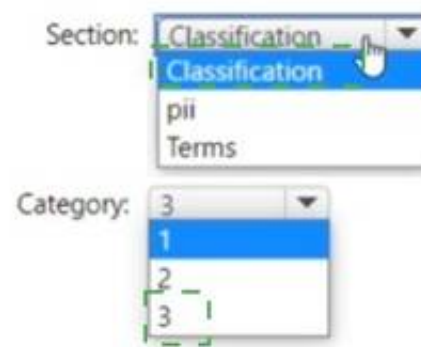 Section: Classification
Classification
pii
Terms
Category: 3
1
2
3